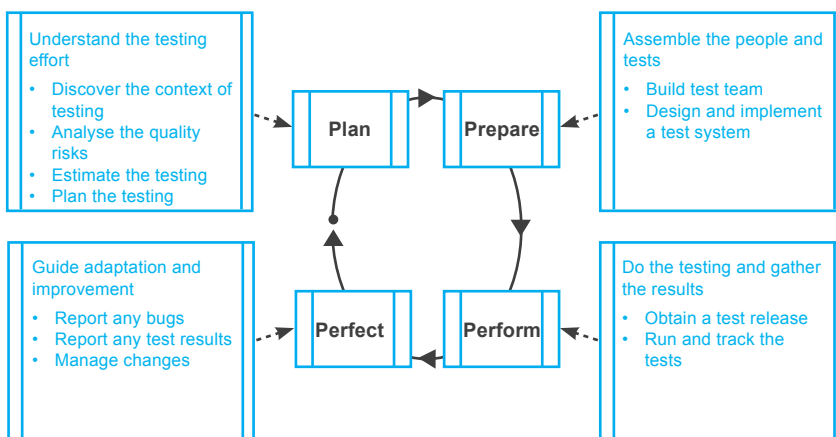 Understand the testing
effort
• Discover the context of
testing
• Analyse the quality
risks
• Estimate the testing
• Plan the testing
Plan
Prepare
Assemble the people and
tests
• Build test team
• Design and implement
a test system
Guide adaptation and
improvement
• Report any bugs
• Report any test results
• Manage changes
Perfect
Perform
Do the testing and gather
the results
• Obtain a test release
• Run and track the
tests